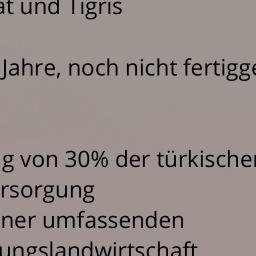 at und Tigris
Jahre, noch nicht fertigge
g von 30% der türkischen
rsorgung
ner umfassenden
ungslandwirtschaft